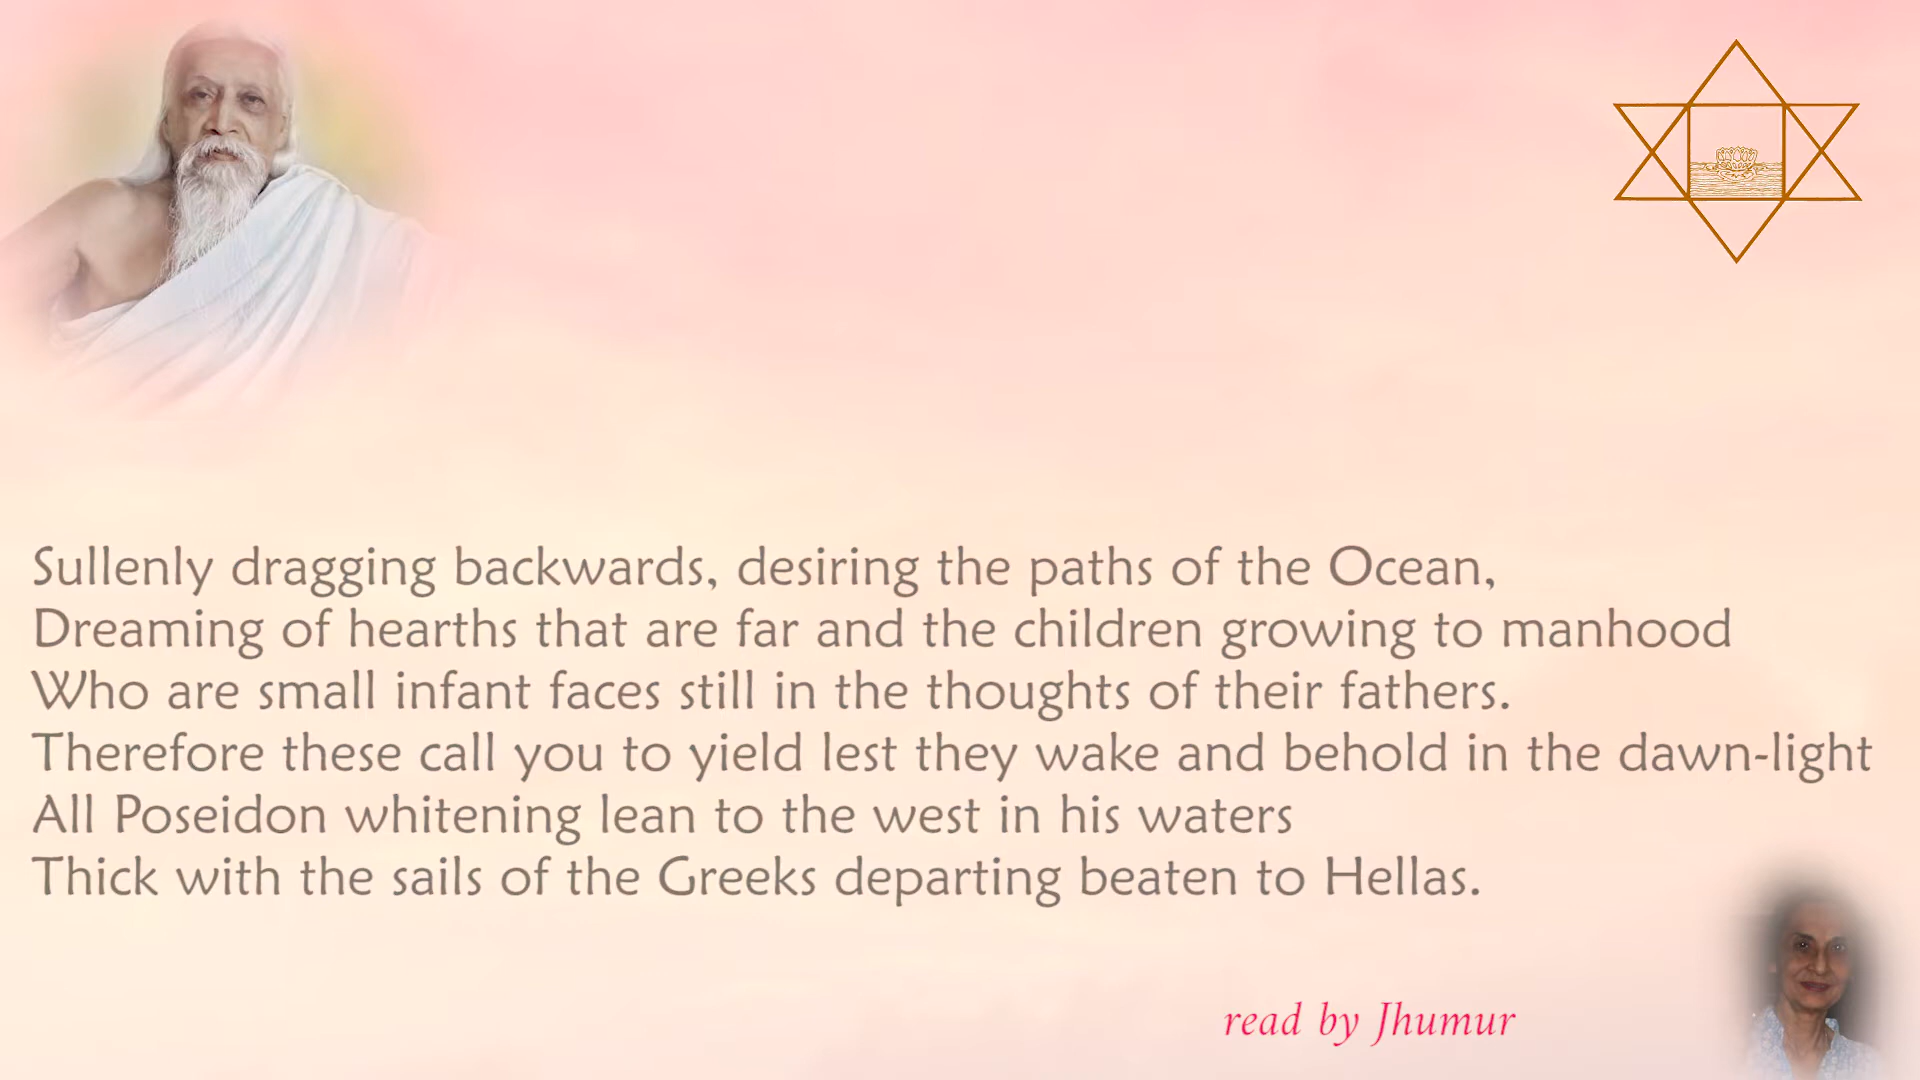 Sullenly dragging backwards, desiring the paths of the Ocean,
Dreaming of hearths that are far and the children growing to manhood
Who are small infant faces still in the thoughts of their fathers.
Therefore these call you to yield lest they wake and behold in the dawn-light
All Poseidon whitening lean to the west in his waters
Thick with the sails of the Greeks departing beaten to Hellas.
read by Jhumur